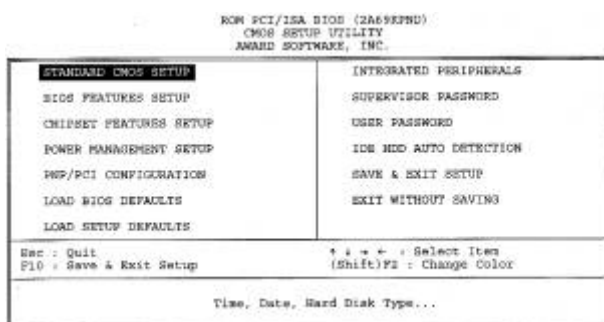 ROM PCI/ISA BIOS (2A69KPND)
CMOS SETUP UTILITY
AWARD SOFTWARE, INC.
STANDARD CMOS SETUP
BIOS FEATURES SETUP
CHIPSET FEATURES SETUP
POWER MANAGEMENT SETUP
PNP/PCI CONFIGURATION
LOAD BIOS DEFAULTS
LOAD SETUP DEFAULTS
INTEGRATED PERIPHERALS
SUPERVISOR PASSWORD
USER PASSWORD
IDE HDD AUTO DETECTION
SAVE & EXIT SETUP
EXIT WITHOUT SAVING
Esc : Quit
F10 : Save & Exit Setup
↑ ↓ → ← : Select Item
(Shift)F2 : Change Color
Time, Date, Hard Disk Type...